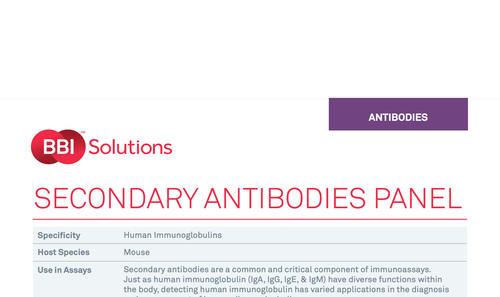 ANTIBODIES
BBI Solutions™
SECONDARY ANTIBODIES PANEL
Specificity Human Immunoglobulins
Host Species Mouse
Use in Assays Secondary antibodies are a common and critical component of immunoassays.
Just as human immunoglobulin (IgA, IgG, IgE, & IgM) have diverse functions within
the body, detecting human immunoglobulin has varied applications in the diagnosis